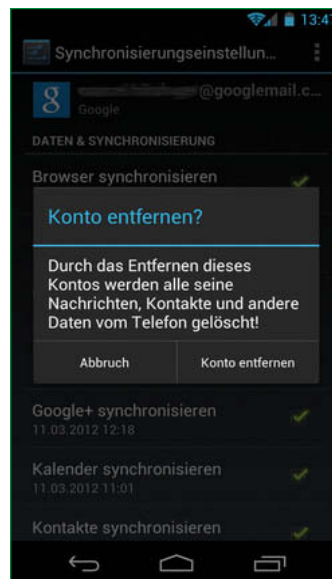 13:4
Synchronisierungseinstellun...
@googlemail.c...
Google
DATEN & SYNCHRONISIERUNG
Browser synchronisieren
Konto entfernen?
Durch das Entfernen dieses
Kontos werden alle seine
Nachrichten, Kontakte und andere
Daten vom Telefon gelöscht!
Abbruch Konto entfernen
Google+ synchronisieren
11.03.2012 12:18
Kalender synchronisieren
11.03.2012 11:01
Kontakte synchronisieren